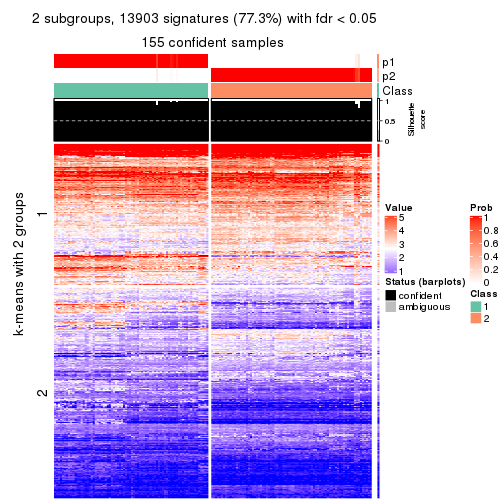 2 subgroups, 13903 signatures (77.3%) with fdr < 0.05
155 confident samples
p1
p2
Class
1
0.5
0
Silhouette
score
k-means with 2 groups
1
2
Value
5
4
3
2
1
Status (barplots)
confident
ambiguous
Prob
1
0.8
0.6
0.4
0.2
0
Class
1
2